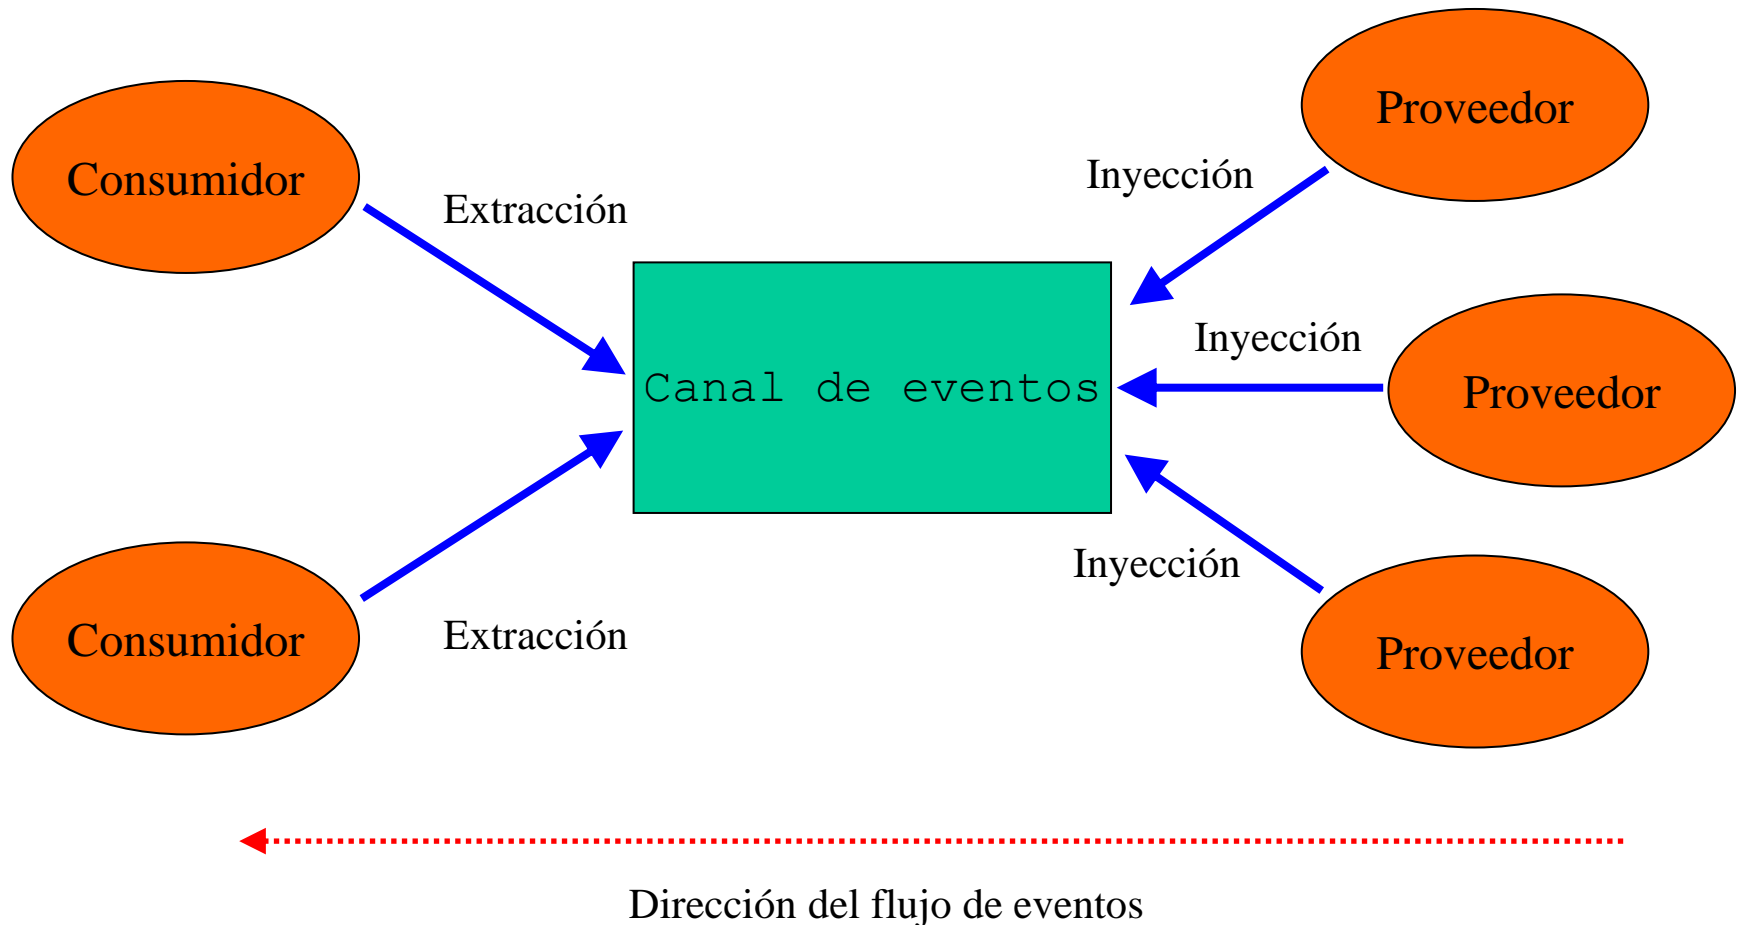 Proveedor
Consumidor
Inyección
Extracción
Inyección
Canal de eventos
Proveedor
Inyección
Consumidor
Extracción
Proveedor
Dirección del flujo de eventos